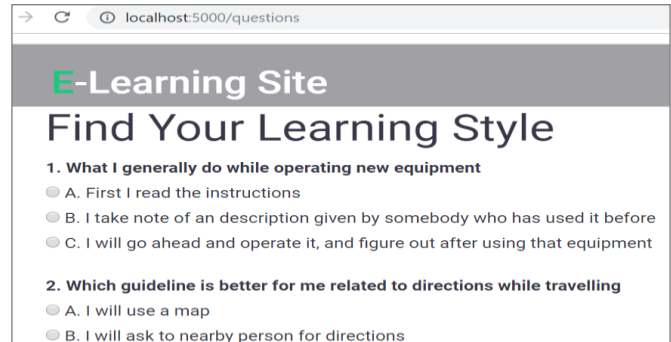 localhost:5000/questions
E-Learning Site
Find Your Learning Style
1. What I generally do while operating new equipment
A. First I read the instructions
B. I take note of an description given by somebody who has used it before
C. I will go ahead and operate it, and figure out after using that equipment
2. Which guideline is better for me related to directions while travelling
A. I will use a map
B. I will ask to nearby person for directions